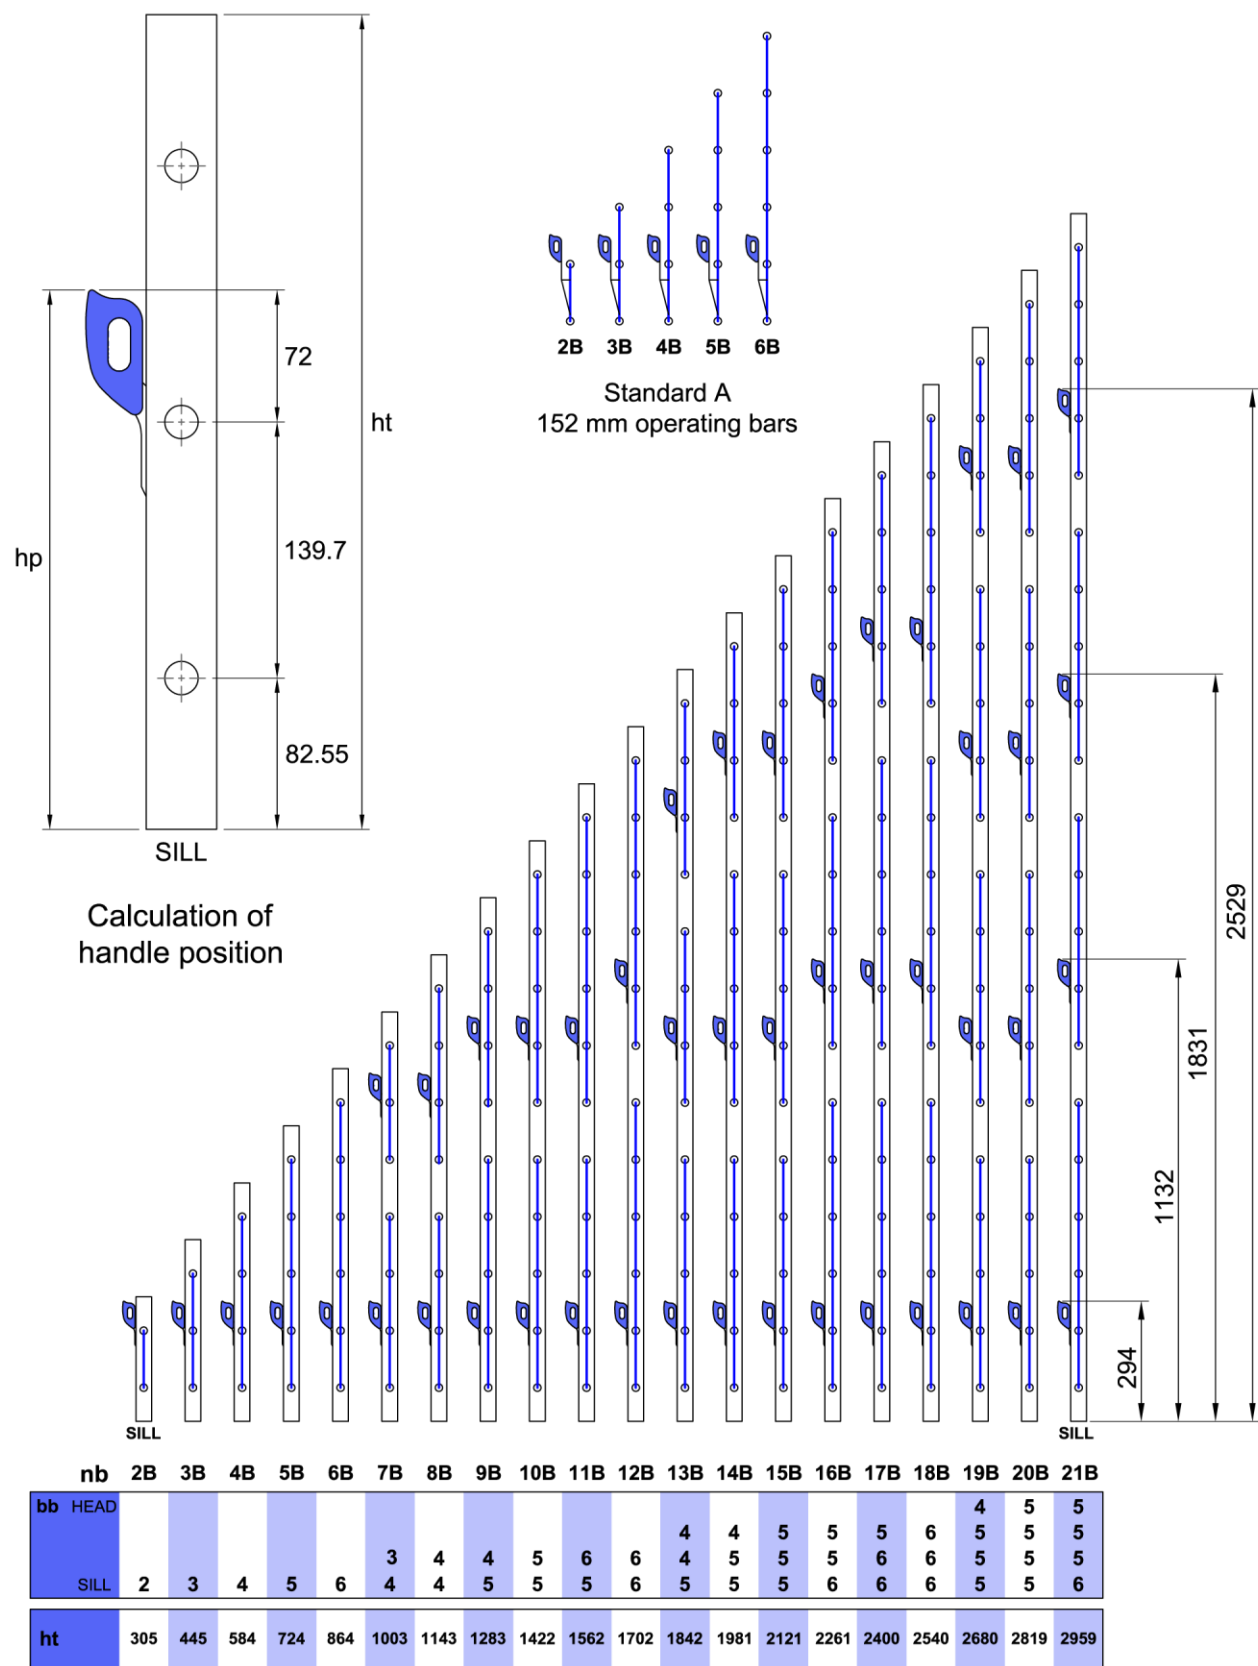 72
ht
139.7
hp
82.55
SILL
Calculation of
handle position
2B 3B 4B 5B 6B
Standard A
152 mm operating bars
2529
1831
1132
294
SILL SILL
nb 2B 3B 4B 5B 6B 7B 8B 9B 10B 11B 12B 13B 14B 15B 16B 17B 18B 19B 20B 21B
bb HEAD 4 5 5
4 4 5 5 5 6 5 5 5
3 4 4 5 6 6 4 5 5 5 6 6 5 5 5
SILL 2 3 4 5 6 4 4 5 5 5 6 5 5 5 6 6 6 5 5 6
ht 305 445 584 724 864 1003 1143 1283 1422 1562 1702 1842 1981 2121 2261 2400 2540 2680 2819 2959